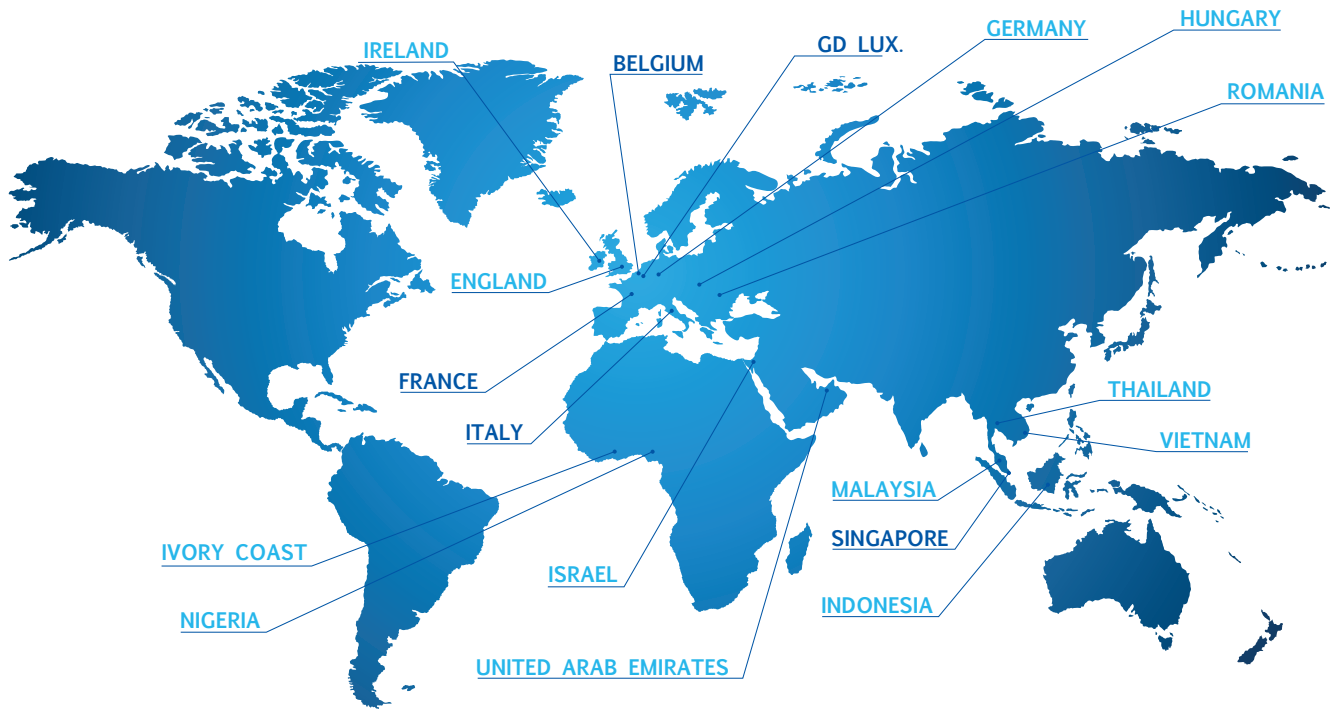 HUNGARY
GERMANY
GD LUX.
IRELAND
BELGIUM
ROMANIA
ENGLAND
FRANCE
THAILAND
ITALY
VIETNAM
MALAYSIA
SINGAPORE
IVORY COAST
ISRAEL
INDONESIA
NIGERIA
UNITED ARAB EMIRATES